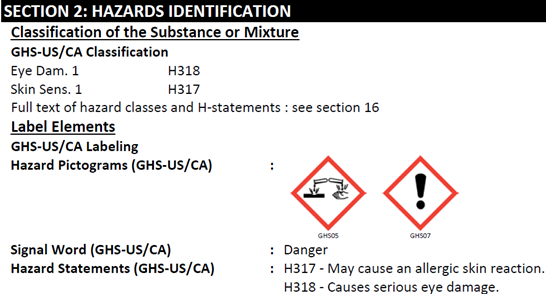 SECTION 2: HAZARDS IDENTIFICATION
Classification of the Substance or Mixture
GHS-US/CA Classification
Eye Dam. 1 H318
Skin Sens. 1 H317
Full text of hazard classes and H-statements : see section 16
Label Elements
GHS-US/CA Labeling
Hazard Pictograms (GHS-US/CA) :
GHS05 GHS07
Signal Word (GHS-US/CA) : Danger
Hazard Statements (GHS-US/CA) : H317 - May cause an allergic skin reaction.
H318 - Causes serious eye damage.